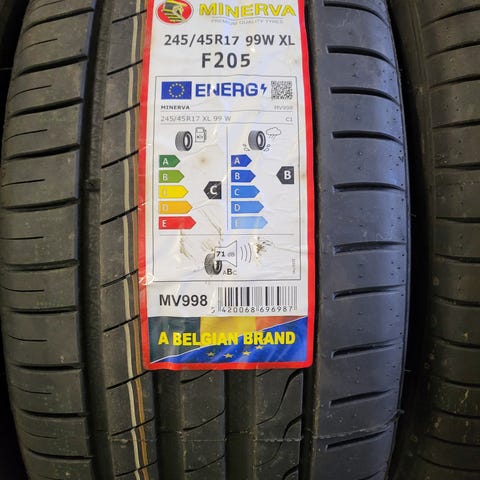 MINERVA
PREMIUM QUALITY TYRES
245/45R17 99W XL
F205
ENERG
MINERVA MV998
245/45R17 XL 99 W C1
A A
B B
C C B
D
E
71 dB
ABC
MV998
5 420068 696987
A BELGIAN BRAND